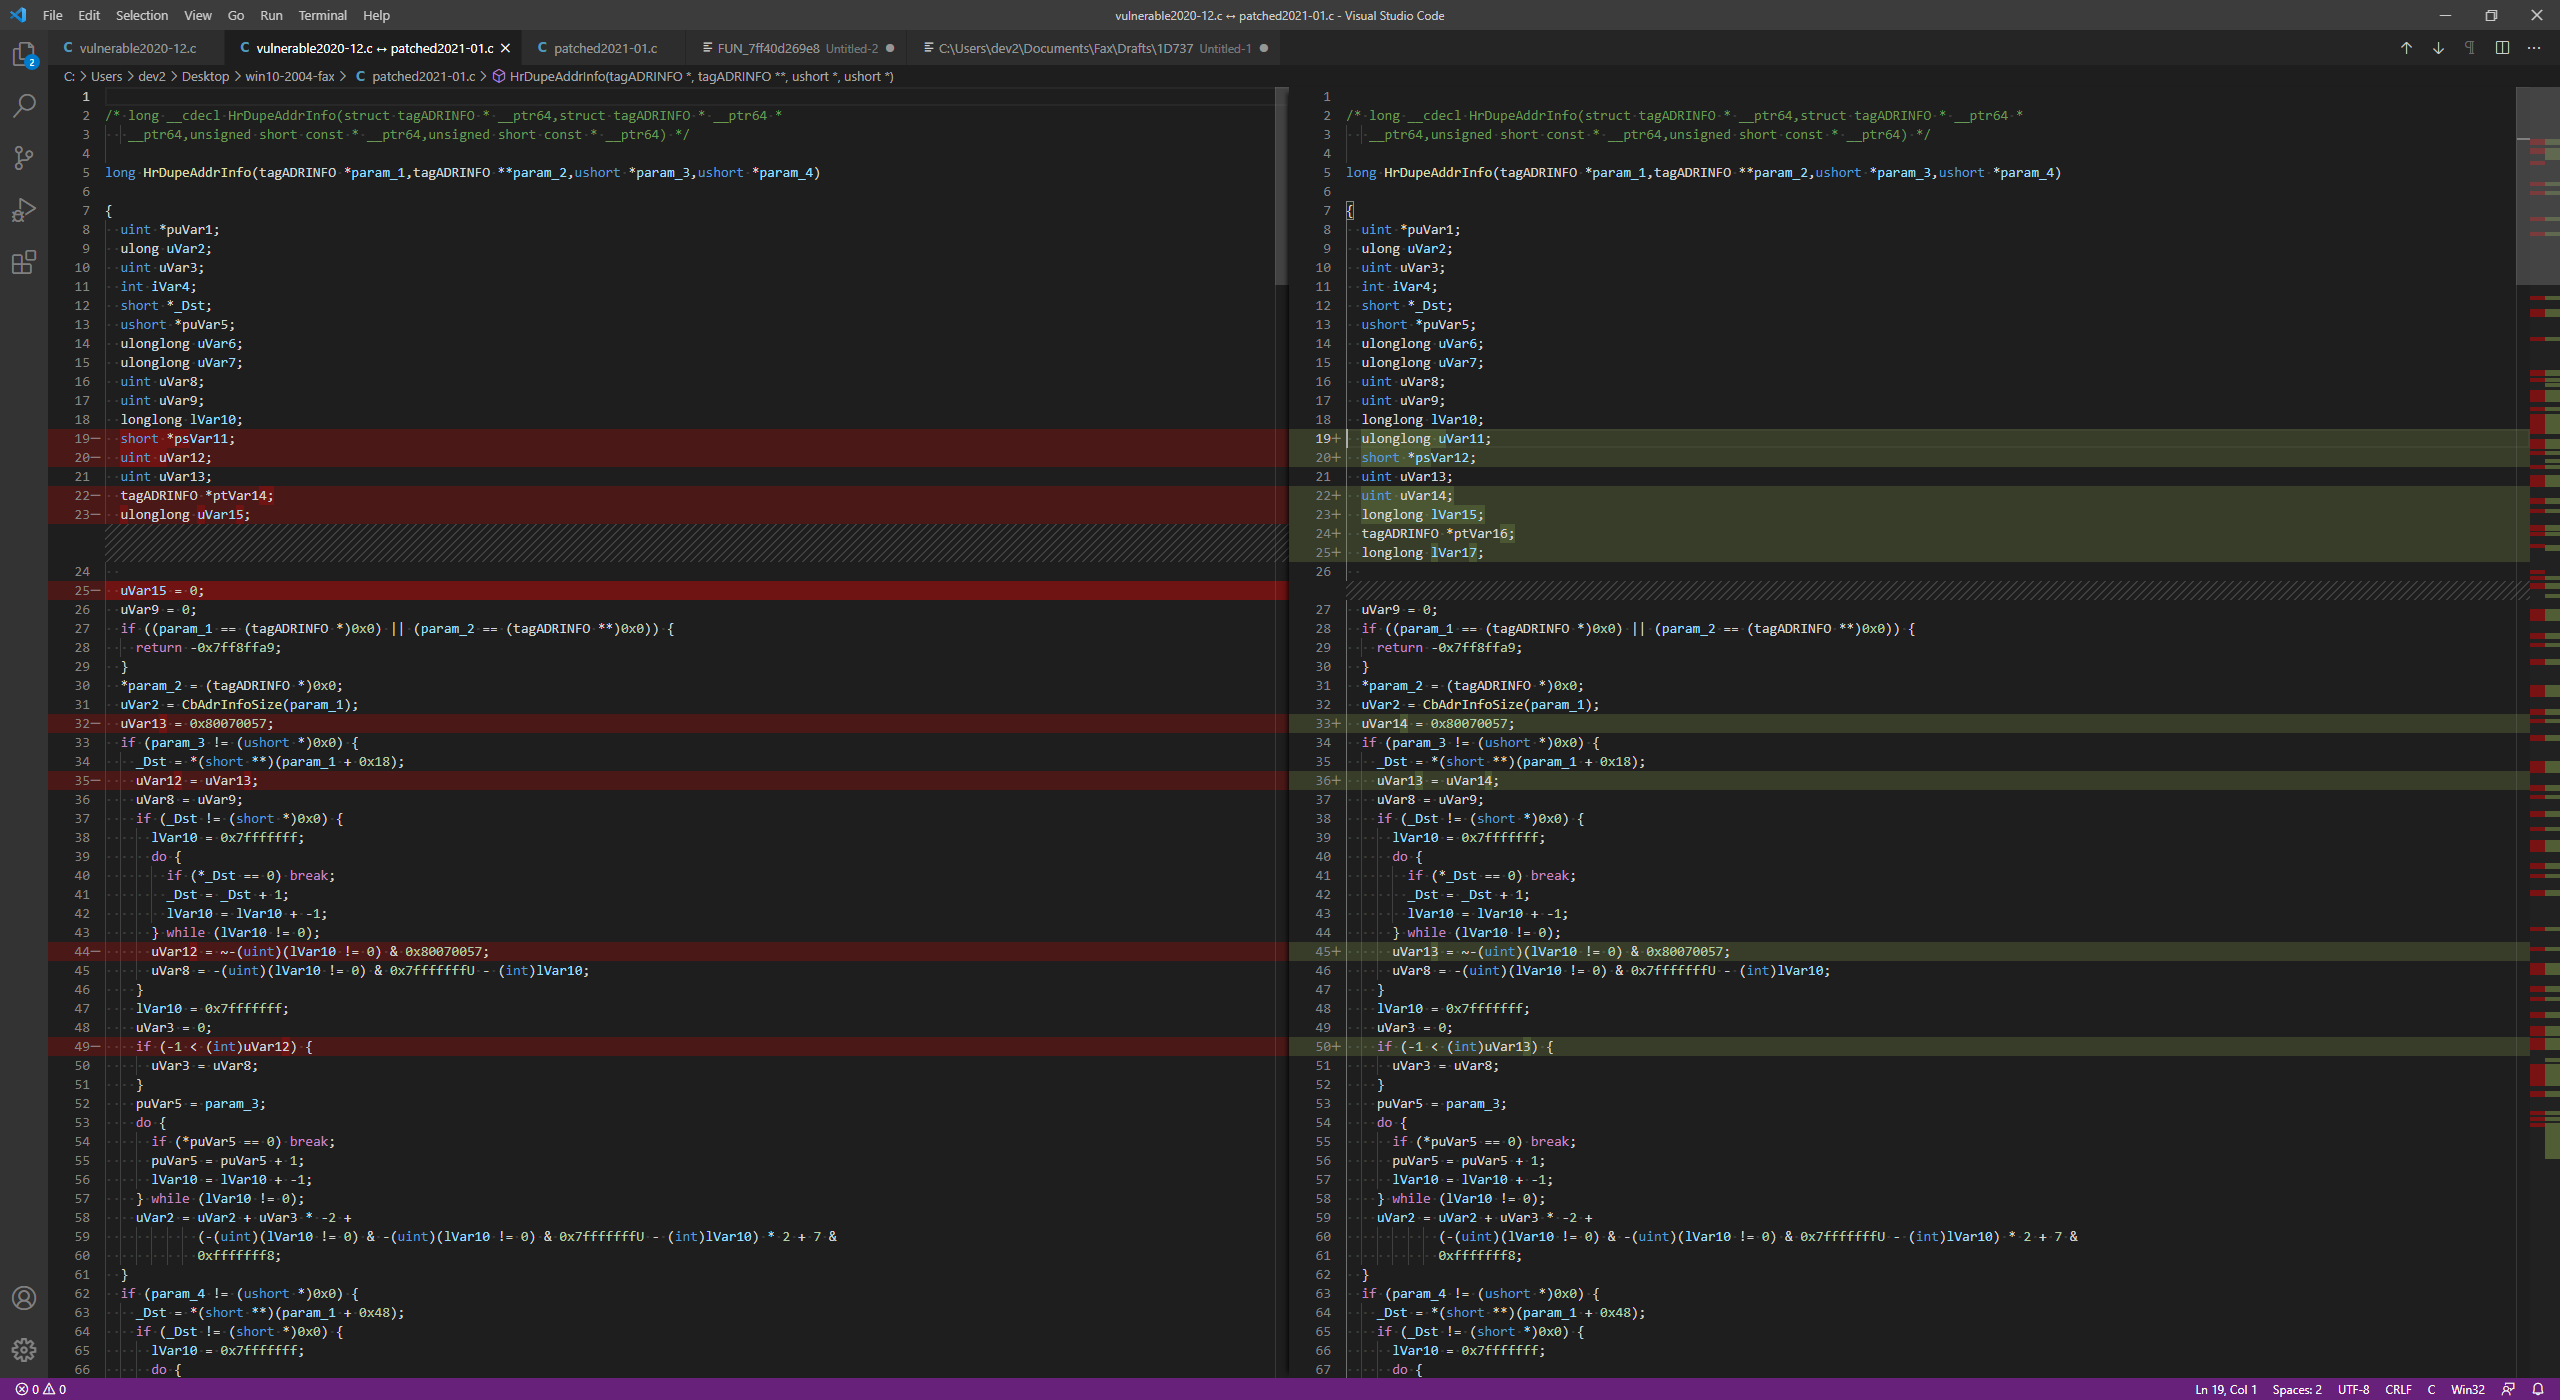 File Edit Selection View Go Run Terminal Help
vulnerable2020-12.c ↔ patched2021-01.c - Visual Studio Code
C vulnerable2020-12.c
C vulnerable2020-12.c ↔ patched2021-01.c ×
C patched2021-01.c
FUN_7ff40d269e8 Untitled-2 ●
C:\Users\dev2\Documents\Fax\Drafts\1D737 Untitled-1 ●
2
C: > Users > dev2 > Desktop > win10-2004-fax > C patched2021-01.c > HrDupeAddrInfo(tagADRINFO *, tagADRINFO **, ushort *, ushort *)
1
2 /* long __cdecl HrDupeAddrInfo(struct tagADRINFO * __ptr64,struct tagADRINFO * __ptr64 *
3 __ptr64,unsigned short const * __ptr64,unsigned short const * __ptr64) */
4
5 long HrDupeAddrInfo(tagADRINFO *param_1,tagADRINFO **param_2,ushort *param_3,ushort *param_4)
6
7 {
8 uint *puVar1;
9 ulong uVar2;
10 uint uVar3;
11 int iVar4;
12 short *_Dst;
13 ushort *puVar5;
14 ulonglong uVar6;
15 ulonglong uVar7;
16 uint uVar8;
17 uint uVar9;
18 longlong lVar10;
19— short *psVar11;
20— uint uVar12;
21 uint uVar13;
22— tagADRINFO *ptVar14;
23— ulonglong uVar15;
24
25— uVar15 = 0;
26 uVar9 = 0;
27 if ((param_1 == (tagADRINFO *)0x0) || (param_2 == (tagADRINFO **)0x0)) {
28 return -0x7ff8ffa9;
29 }
30 *param_2 = (tagADRINFO *)0x0;
31 uVar2 = CbAdrInfoSize(param_1);
32— uVar13 = 0x80070057;
33 if (param_3 != (ushort *)0x0) {
34 _Dst = *(short **)(param_1 + 0x18);
35— uVar12 = uVar13;
36 uVar8 = uVar9;
37 if (_Dst != (short *)0x0) {
38 lVar10 = 0x7fffffff;
39 do {
40 if (*_Dst == 0) break;
41 _Dst = _Dst + 1;
42 lVar10 = lVar10 + -1;
43 } while (lVar10 != 0);
44— uVar12 = ~-(uint)(lVar10 != 0) & 0x80070057;
45 uVar8 = -(uint)(lVar10 != 0) & 0x7fffffffU - (int)lVar10;
46 }
47 lVar10 = 0x7fffffff;
48 uVar3 = 0;
49— if (-1 < (int)uVar12) {
50 uVar3 = uVar8;
51 }
52 puVar5 = param_3;
53 do {
54 if (*puVar5 == 0) break;
55 puVar5 = puVar5 + 1;
56 lVar10 = lVar10 + -1;
57 } while (lVar10 != 0);
58 uVar2 = uVar2 + uVar3 * -2 +
59 (-(uint)(lVar10 != 0) & -(uint)(lVar10 != 0) & 0x7fffffffU - (int)lVar10) * 2 + 7 &
60 0xfffffff8;
61 }
62 if (param_4 != (ushort *)0x0) {
63 _Dst = *(short **)(param_1 + 0x48);
64 if (_Dst != (short *)0x0) {
65 lVar10 = 0x7fffffff;
66 do {
1
2 /* long __cdecl HrDupeAddrInfo(struct tagADRINFO * __ptr64,struct tagADRINFO * __ptr64 *
3 __ptr64,unsigned short const * __ptr64,unsigned short const * __ptr64) */
4
5 long HrDupeAddrInfo(tagADRINFO *param_1,tagADRINFO **param_2,ushort *param_3,ushort *param_4)
6
7 {
8 uint *puVar1;
9 ulong uVar2;
10 uint uVar3;
11 int iVar4;
12 short *_Dst;
13 ushort *puVar5;
14 ulonglong uVar6;
15 ulonglong uVar7;
16 uint uVar8;
17 uint uVar9;
18 longlong lVar10;
19+ ulonglong uVar11;
20+ short *psVar12;
21 uint uVar13;
22+ uint uVar14;
23+ longlong lVar15;
24+ tagADRINFO *ptVar16;
25+ longlong lVar17;
26
27 uVar9 = 0;
28 if ((param_1 == (tagADRINFO *)0x0) || (param_2 == (tagADRINFO **)0x0)) {
29 return -0x7ff8ffa9;
30 }
31 *param_2 = (tagADRINFO *)0x0;
32 uVar2 = CbAdrInfoSize(param_1);
33+ uVar14 = 0x80070057;
34 if (param_3 != (ushort *)0x0) {
35 _Dst = *(short **)(param_1 + 0x18);
36+ uVar13 = uVar14;
37 uVar8 = uVar9;
38 if (_Dst != (short *)0x0) {
39 lVar10 = 0x7fffffff;
40 do {
41 if (*_Dst == 0) break;
42 _Dst = _Dst + 1;
43 lVar10 = lVar10 + -1;
44 } while (lVar10 != 0);
45+ uVar13 = ~-(uint)(lVar10 != 0) & 0x80070057;
46 uVar8 = -(uint)(lVar10 != 0) & 0x7fffffffU - (int)lVar10;
47 }
48 lVar10 = 0x7fffffff;
49 uVar3 = 0;
50+ if (-1 < (int)uVar13) {
51 uVar3 = uVar8;
52 }
53 puVar5 = param_3;
54 do {
55 if (*puVar5 == 0) break;
56 puVar5 = puVar5 + 1;
57 lVar10 = lVar10 + -1;
58 } while (lVar10 != 0);
59 uVar2 = uVar2 + uVar3 * -2 +
60 (-(uint)(lVar10 != 0) & -(uint)(lVar10 != 0) & 0x7fffffffU - (int)lVar10) * 2 + 7 &
61 0xfffffff8;
62 }
63 if (param_4 != (ushort *)0x0) {
64 _Dst = *(short **)(param_1 + 0x48);
65 if (_Dst != (short *)0x0) {
66 lVar10 = 0x7fffffff;
67 do {
0 0
Ln 19, Col 1 Spaces: 2 UTF-8 CRLF C Win32